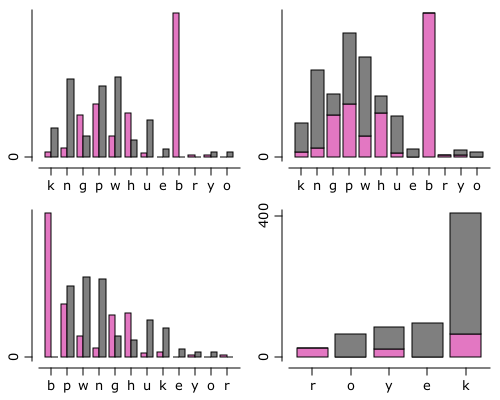 0
k n g p w h u e b r y o
0
k n g p w h u e b r y o
0
b p w n g h u k e y o r
0 400
r o y e k